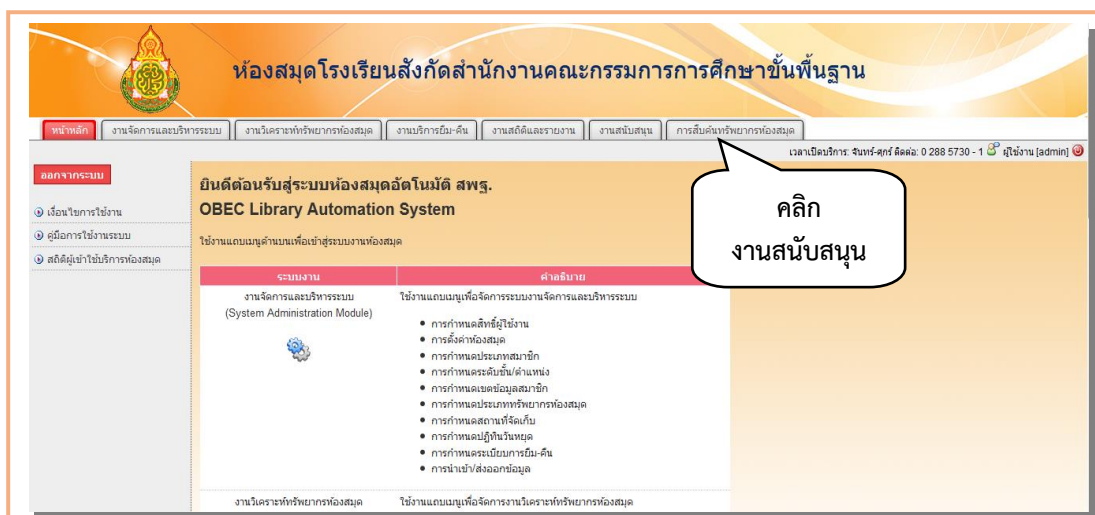 ห้องสมุดโรงเรียนสังกัดสำนักงานคณะกรรมการการศึกษาขั้นพื้นฐาน
หน้าหลัก งานจัดการและบริหารระบบ งานวิเคราะห์ทรัพยากรห้องสมุด งานบริการยืม-คืน งานสถิติและรายงาน งานสนับสนุน การสืบค้นทรัพยากรห้องสมุด
เวลาเปิดบริการ: จันทร์-ศุกร์ ติดต่อ: 0 288 5730 - 1 ผู้ใช้งาน [admin]
ออกจากระบบ
เงื่อนไขการใช้งาน
คู่มือการใช้งานระบบ
สถิติผู้เข้าใช้บริการห้องสมุด
ยินดีต้อนรับสู่ระบบห้องสมุดอัตโนมัติ สพฐ.
OBEC Library Automation System
ใช้งานแถบเมนูด้านบนเพื่อเข้าสู่ระบบงานห้องสมุด
คลิก
งานสนับสนุน
ระบบงาน คำอธิบาย
งานจัดการและบริหารระบบ
(System Administration Module)
ใช้งานแถบเมนูเพื่อจัดการระบบงานจัดการและบริหารระบบ
การกำหนดสิทธิ์ผู้ใช้งาน
การตั้งค่าห้องสมุด
การกำหนดประเภทสมาชิก
การกำหนดระดับชั้น/ตำแหน่ง
การกำหนดเขตข้อมูลสมาชิก
การกำหนดประเภททรัพยากรห้องสมุด
การกำหนดสถานที่จัดเก็บ
การกำหนดปฏิทินวันหยุด
การกำหนดระเบียบการยืม-คืน
การนำเข้า/ส่งออกข้อมูล
งานวิเคราะห์ทรัพยากรห้องสมุด ใช้งานแถบเมนูเพื่อจัดการงานวิเคราะห์ทรัพยากรห้องสมุด